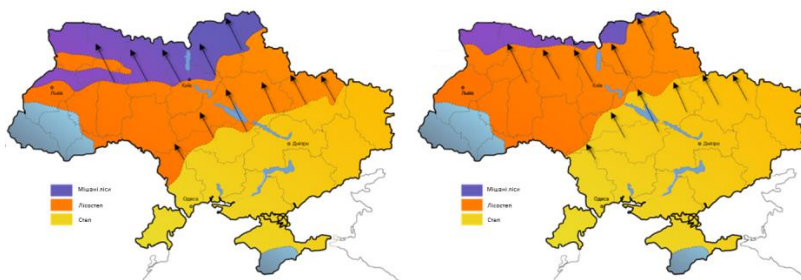 Київ
Львів
Дніпро
Одеса
Мішані ліси
Лісостеп
Степ
Київ
Львів
Дніпро
Одеса
Мішані ліси
Лісостеп
Степ